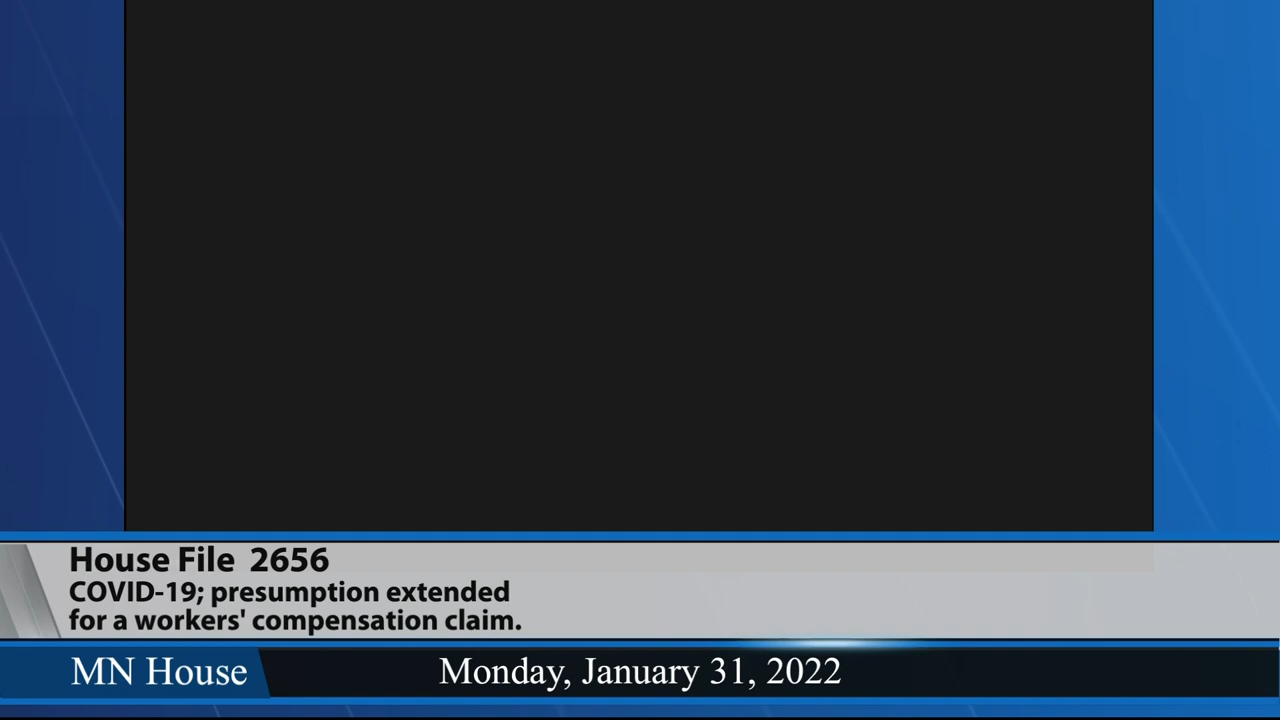 House File 2656
COVID-19; presumption extended
for a workers' compensation claim.
MN House
Monday, January 31, 2022